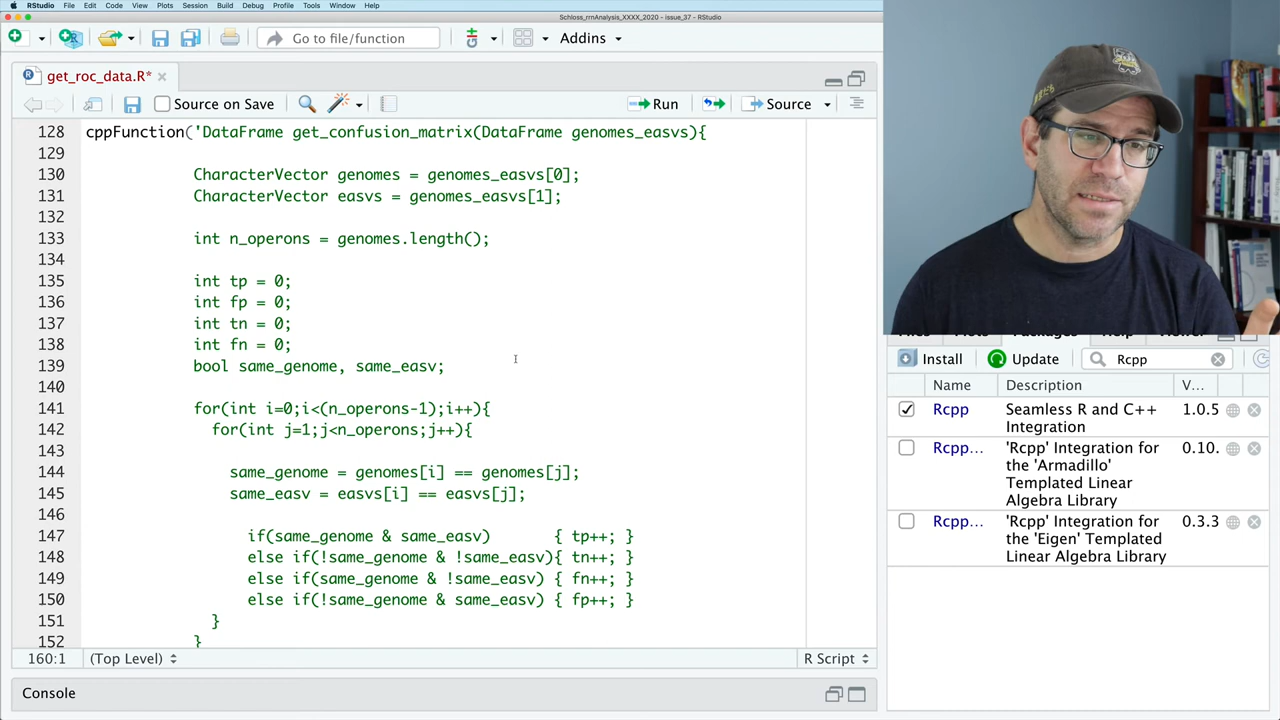 RStudio File Edit Code View Plots Session Build Debug Profile Tools Window Help
Schloss_rrnAnalysis_XXXX_2020 - issue_37 - RStudio
Go to file/function Addins
get_roc_data.R*
Source on Save Run Source
128 cppFunction('DataFrame get_confusion_matrix(DataFrame genomes_easvs){
129
130 CharacterVector genomes = genomes_easvs[0];
131 CharacterVector easvs = genomes_easvs[1];
132
133 int n_operons = genomes.length();
134
135 int tp = 0;
136 int fp = 0;
137 int tn = 0;
138 int fn = 0;
139 bool same_genome, same_easv;
140
141 for(int i=0;i<(n_operons-1);i++){
142 for(int j=1;j<n_operons;j++){
143
144 same_genome = genomes[i] == genomes[j];
145 same_easv = easvs[i] == easvs[j];
146
147 if(same_genome & same_easv) { tp++; }
148 else if(!same_genome & !same_easv){ tn++; }
149 else if(same_genome & !same_easv) { fn++; }
150 else if(!same_genome & same_easv) { fp++; }
151 }
152 }
160:1 (Top Level) R Script
Console
Install Update Rcpp
Name Description V...
Rcpp Seamless R and C++ 1.0.5
Integration
Rcpp... 'Rcpp' Integration for 0.10.
the 'Armadillo'
Templated Linear
Algebra Library
Rcpp... 'Rcpp' Integration for 0.3.3
the 'Eigen' Templated
Linear Algebra Library